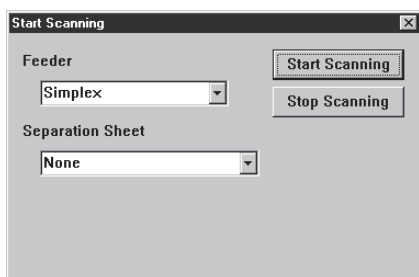 Start Scanning
Feeder
Start Scanning
Simplex
Stop Scanning
Separation Sheet
None